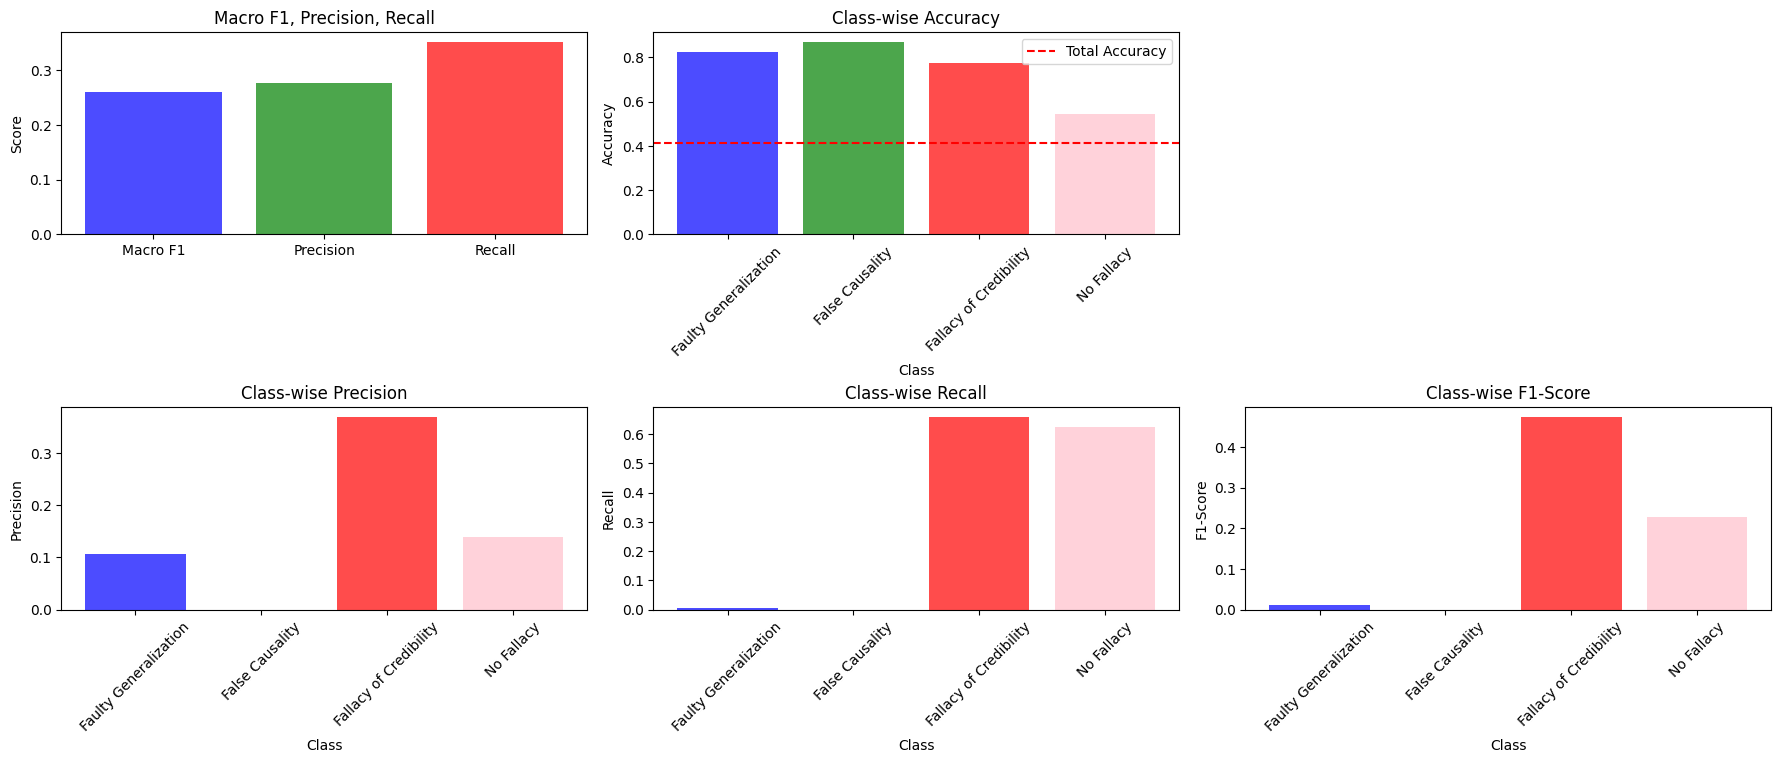 Macro F1, Precision, Recall
Score
0.3
0.2
0.1
0.0
Macro F1
Precision
Recall
Class-wise Accuracy
Accuracy
0.8
0.6
0.4
0.2
0.0
Total Accuracy
Faulty Generalization
False Causality
Fallacy of Credibility
No Fallacy
Class
Class-wise Precision
Precision
0.3
0.2
0.1
0.0
Faulty Generalization
False Causality
Fallacy of Credibility
No Fallacy
Class
Class-wise Recall
Recall
0.6
0.5
0.4
0.3
0.2
0.1
0.0
Faulty Generalization
False Causality
Fallacy of Credibility
No Fallacy
Class
Class-wise F1-Score
F1-Score
0.4
0.3
0.2
0.1
0.0
Faulty Generalization
False Causality
Fallacy of Credibility
No Fallacy
Class